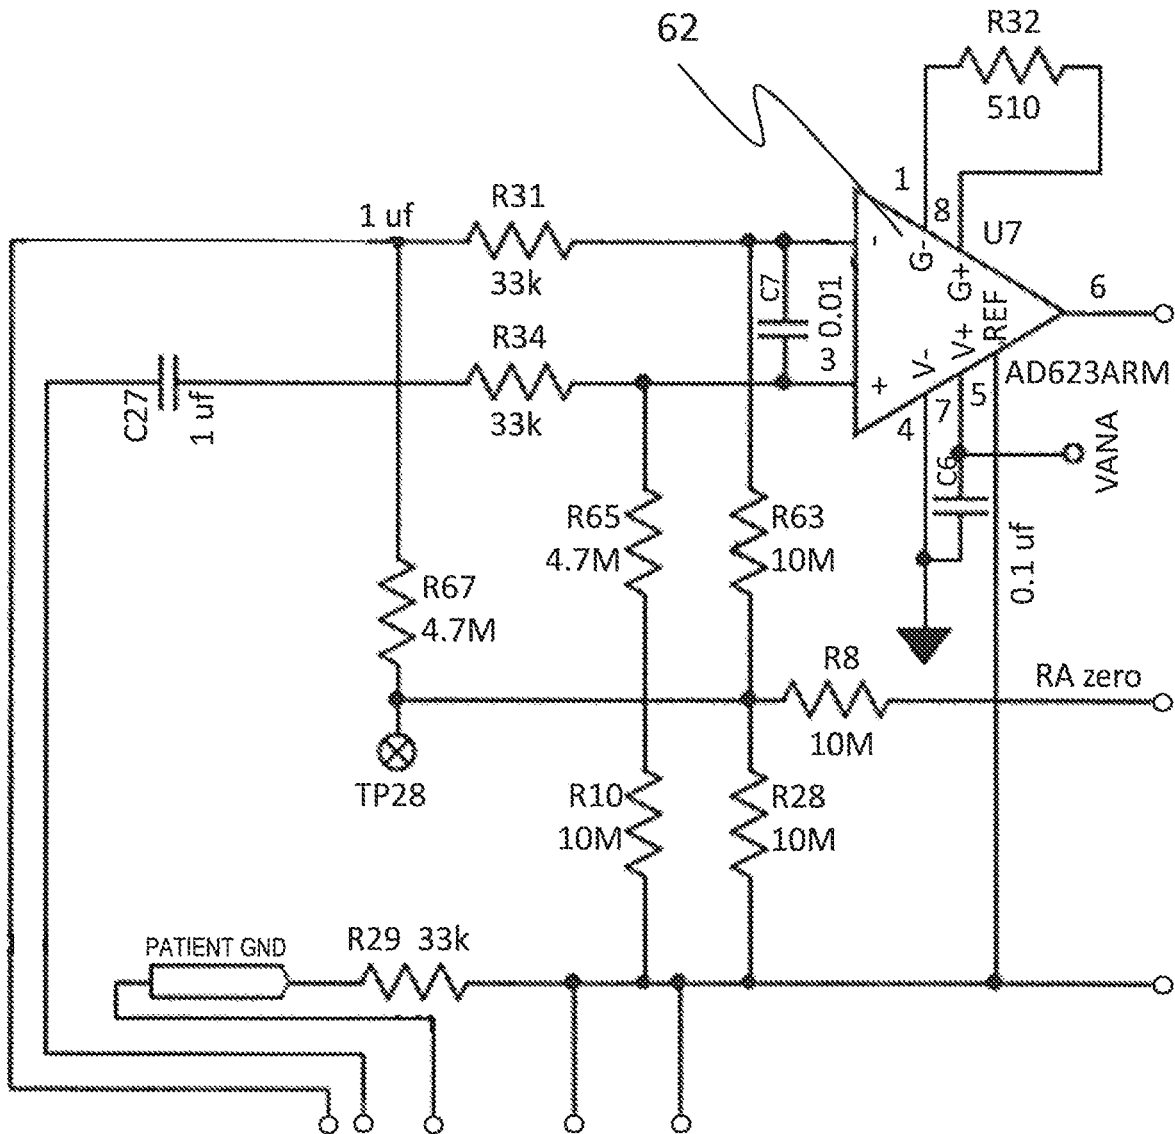 62
R32
510
1
8
U7
G-
G+
6
1 uf
R31
-
33k
C7
0.01
R34
3
+
33k
V-
V+
REF
AD623ARM
4
7
5
C27
1 uf
C6
VANA
0.1 uf
R65
4.7M
R63
10M
R67
4.7M
R8
10M
RA zero
TP28
R10
10M
R28
10M
PATIENT GND
R29 33k